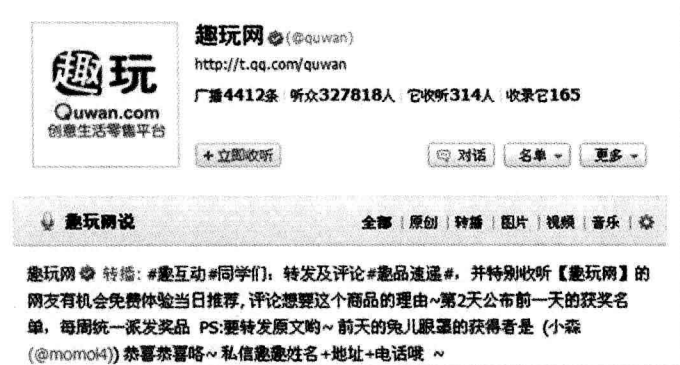 趣玩
Quwan.com
创意生活零售平台
趣玩网 (@quwan)
http://t.qq.com/quwan
广播4412条 | 听众327818人 | 它收听314人 | 收录它165
+立即收听
对话
名单
更多
趣玩网说
全部 | 原创 | 转播 | 图片 | 视频 | 音乐 |
趣玩网 转播: #趣互动#同学们: 转发及评论#趣品速递#, 并特别收听【趣玩网】的
网友有机会免费体验当日推荐, 评论想要这个商品的理由~第2天公布前一天的获奖名
单, 每周统一派发奖品 PS:要转发原文哟~ 前天的兔儿眼罩的获得者是 (小森
(@momoi4)) 恭喜恭喜咯~ 私信趣趣姓名+地址+电话哦 ~